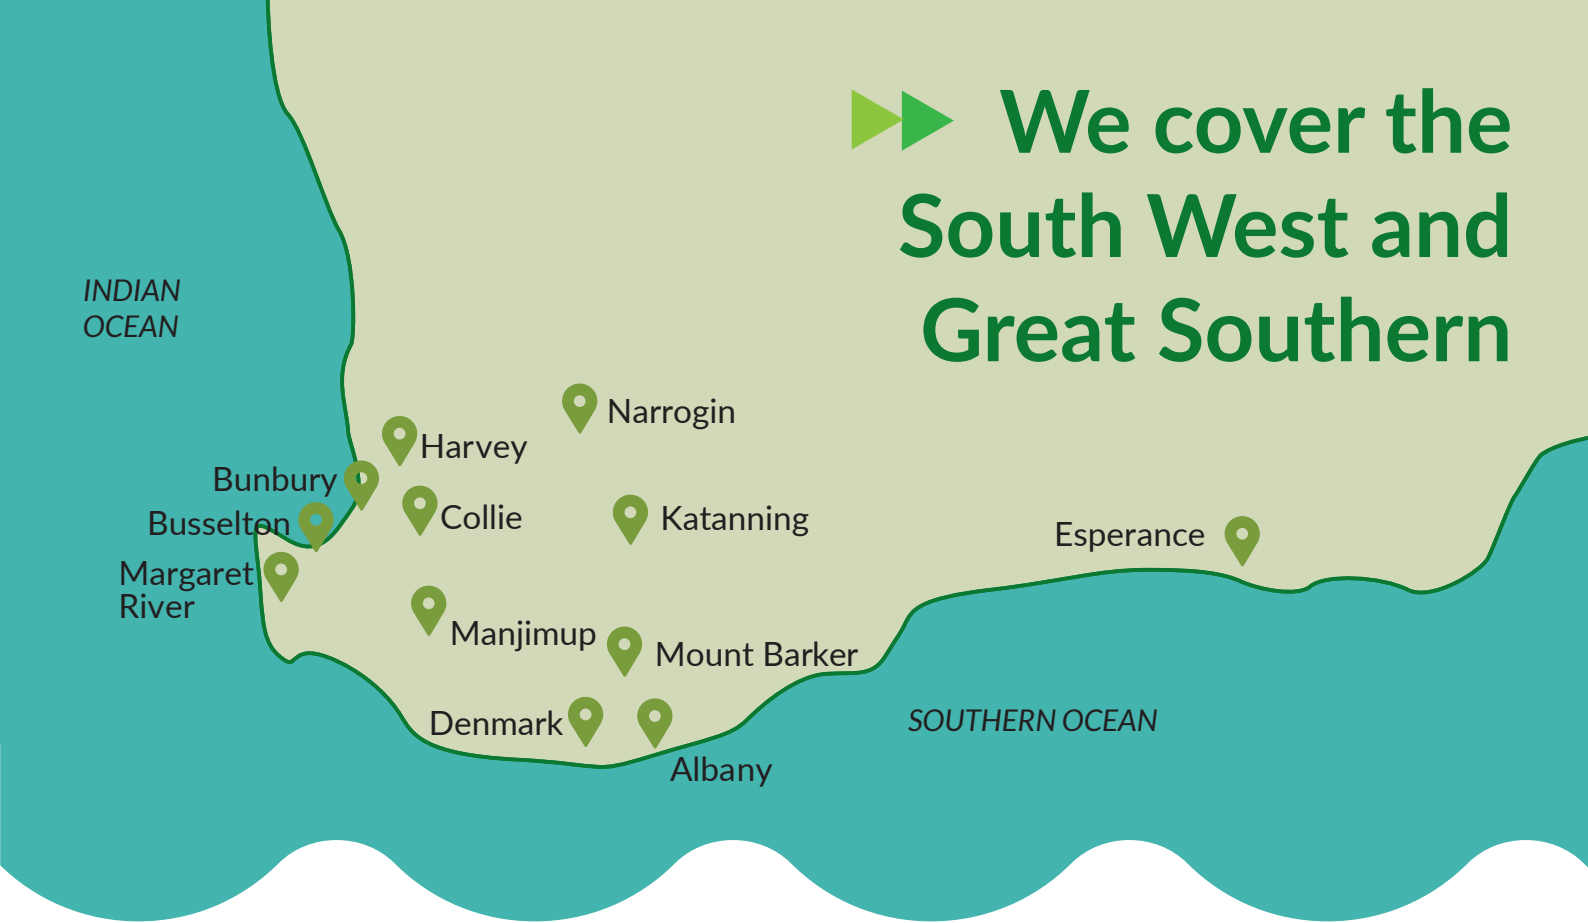 We cover the
South West and
Great Southern
INDIAN
OCEAN
Narrogin
Harvey
Bunbury
Busselton
Collie
Katanning
Esperance
Margaret
River
Manjimup
Mount Barker
Denmark
Albany
SOUTHERN OCEAN